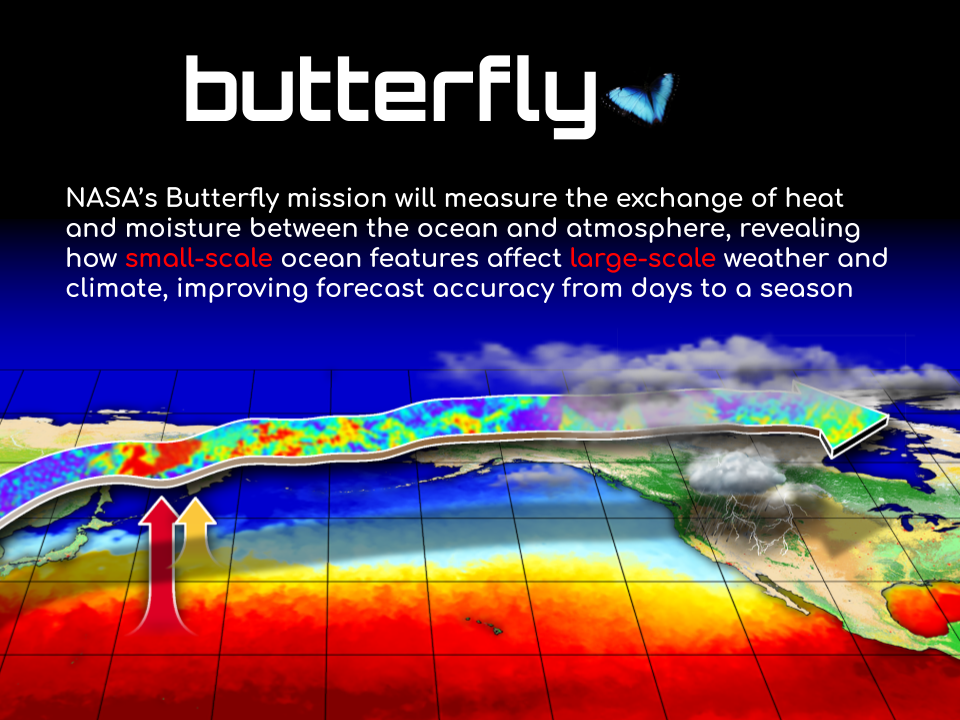 butterfly
NASA’s Butterfly mission will measure the exchange of heat
and moisture between the ocean and atmosphere, revealing
how small-scale ocean features affect large-scale weather and
climate, improving forecast accuracy from days to a season